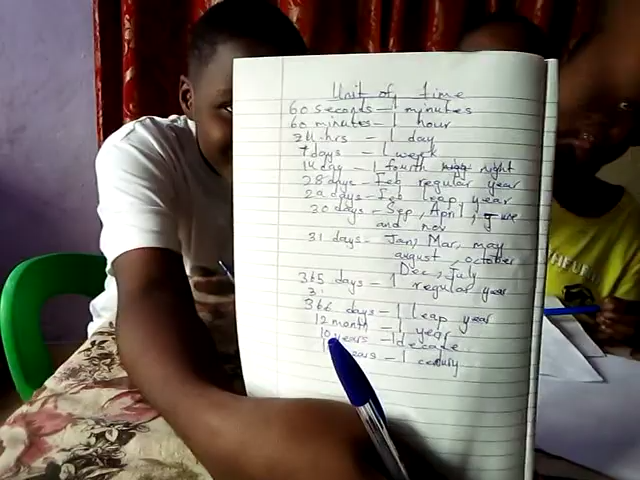 Unit of time
60 seconds - 1 minutes
60 minutes - 1 hour
24 hrs - 1 day
7 days - 1 week
14 day - 1 fourth night
28 days - Feb regular year
29 days - Feb leap, year
30 days - Sep, April, June
and nov
31 days - Jan, Mar, may
august, october
Dec, July
365 days - 1 regular year
31
366 days - 1 leap year
12 month - 1 year
10 years - 1 decade
years - 1 century